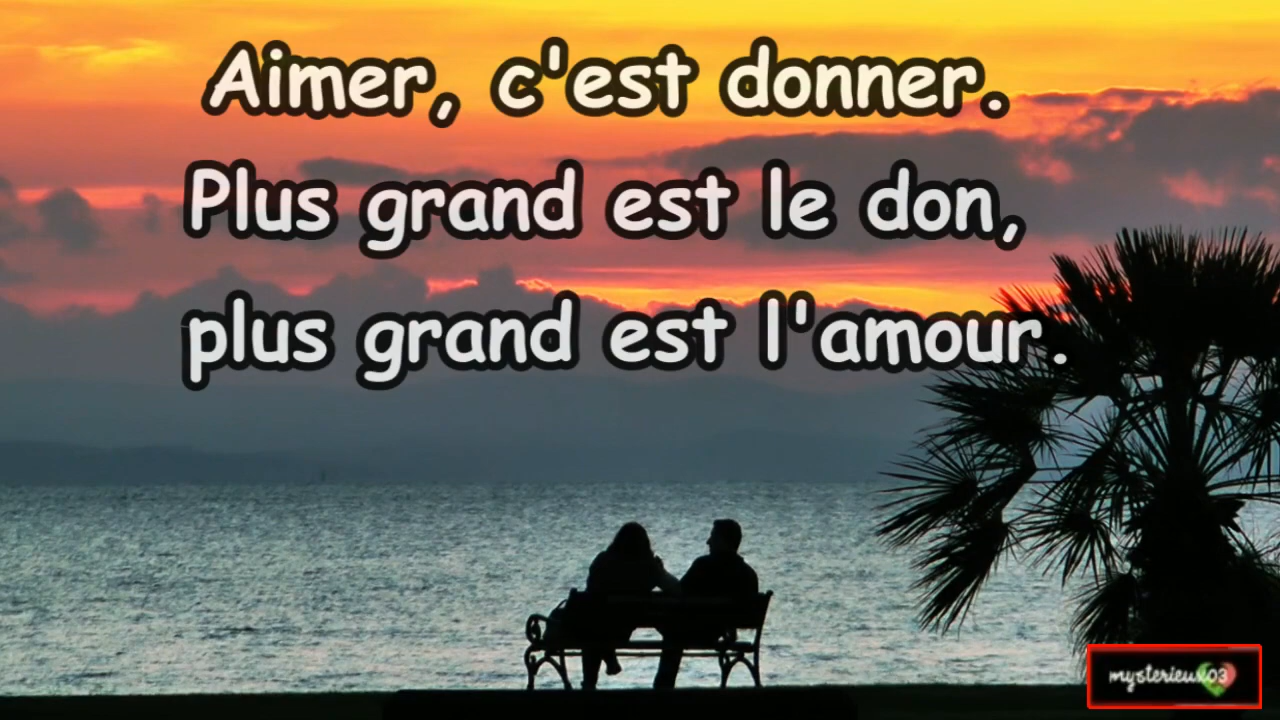 Aimer, c'est donner.
Plus grand est le don,
plus grand est l'amour.
mysterieux03